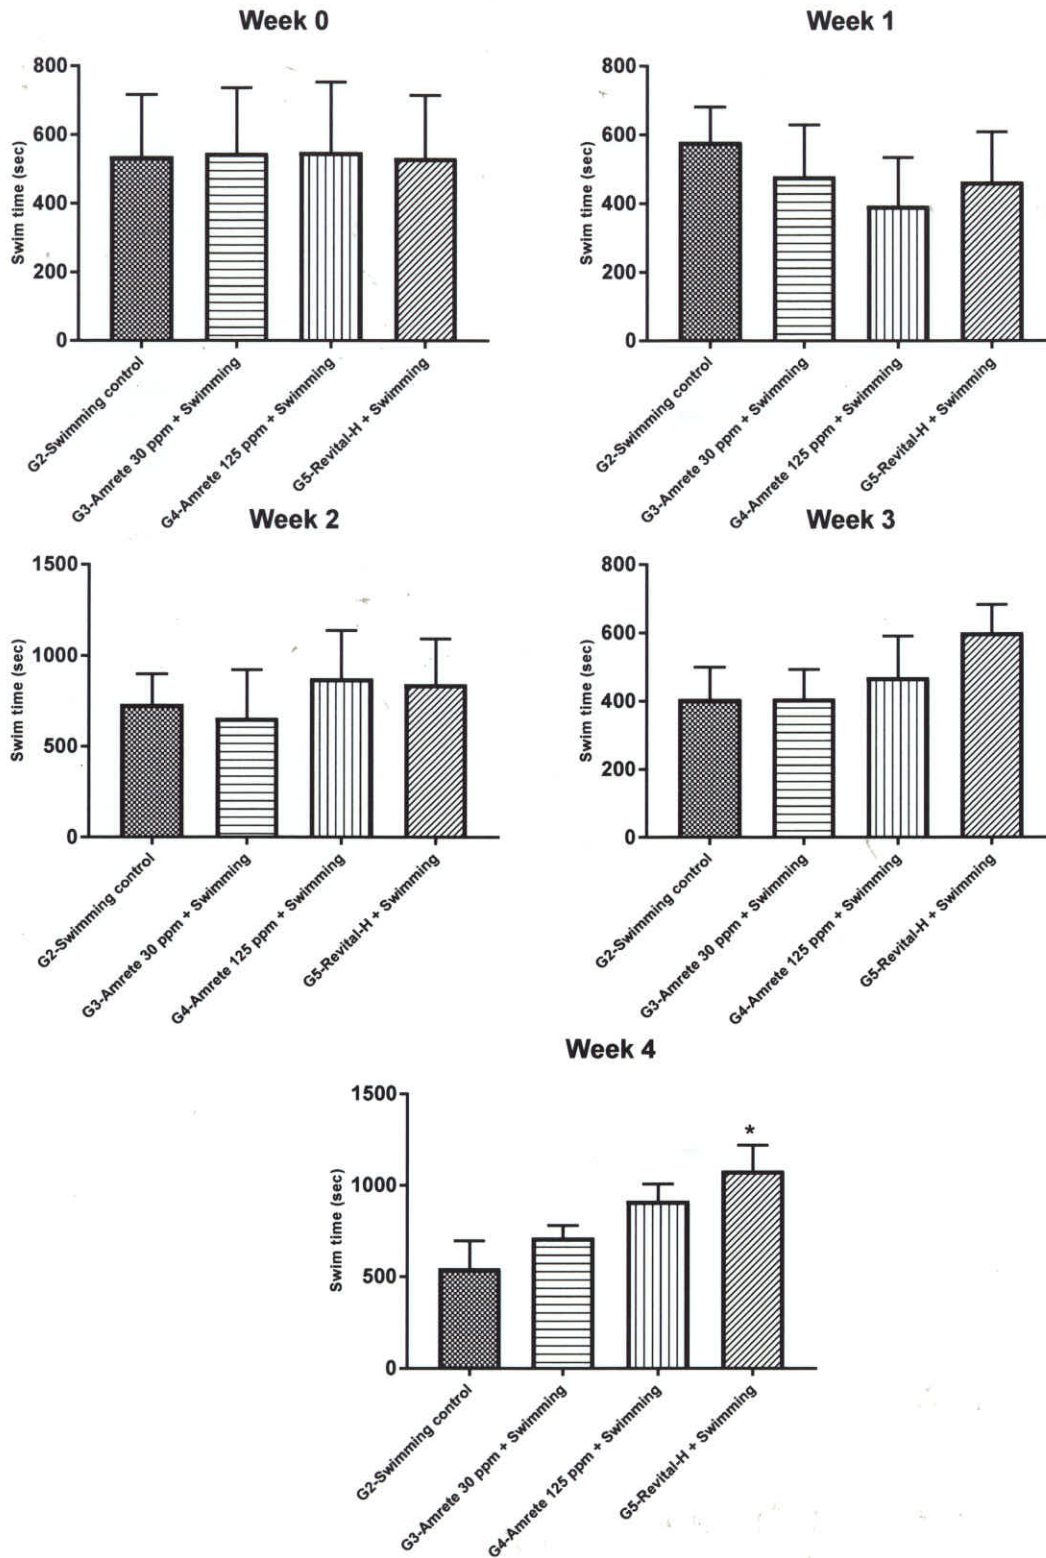 Week 0
800
600
400
200
0
Swim time (sec)
G2-Swimming control
G3-Amrete 30 ppm + Swimming
G4-Amrete 125 ppm + Swimming
G5-Revital-H + Swimming
Week 1
800
600
400
200
0
Swim time (sec)
G2-Swimming control
G3-Amrete 30 ppm + Swimming
G4-Amrete 125 ppm + Swimming
G5-Revital-H + Swimming
Week 2
1500
1000
500
0
Swim time (sec)
G2-Swimming control
G3-Amrete 30 ppm + Swimming
G4-Amrete 125 ppm + Swimming
G5-Revital-H + Swimming
Week 3
800
600
400
200
0
Swim time (sec)
G2-Swimming control
G3-Amrete 30 ppm + Swimming
G4-Amrete 125 ppm + Swimming
G5-Revital-H + Swimming
Week 4
1500
1000
500
0
Swim time (sec)
*
G2-Swimming control
G3-Amrete 30 ppm + Swimming
G4-Amrete 125 ppm + Swimming
G5-Revital-H + Swimming